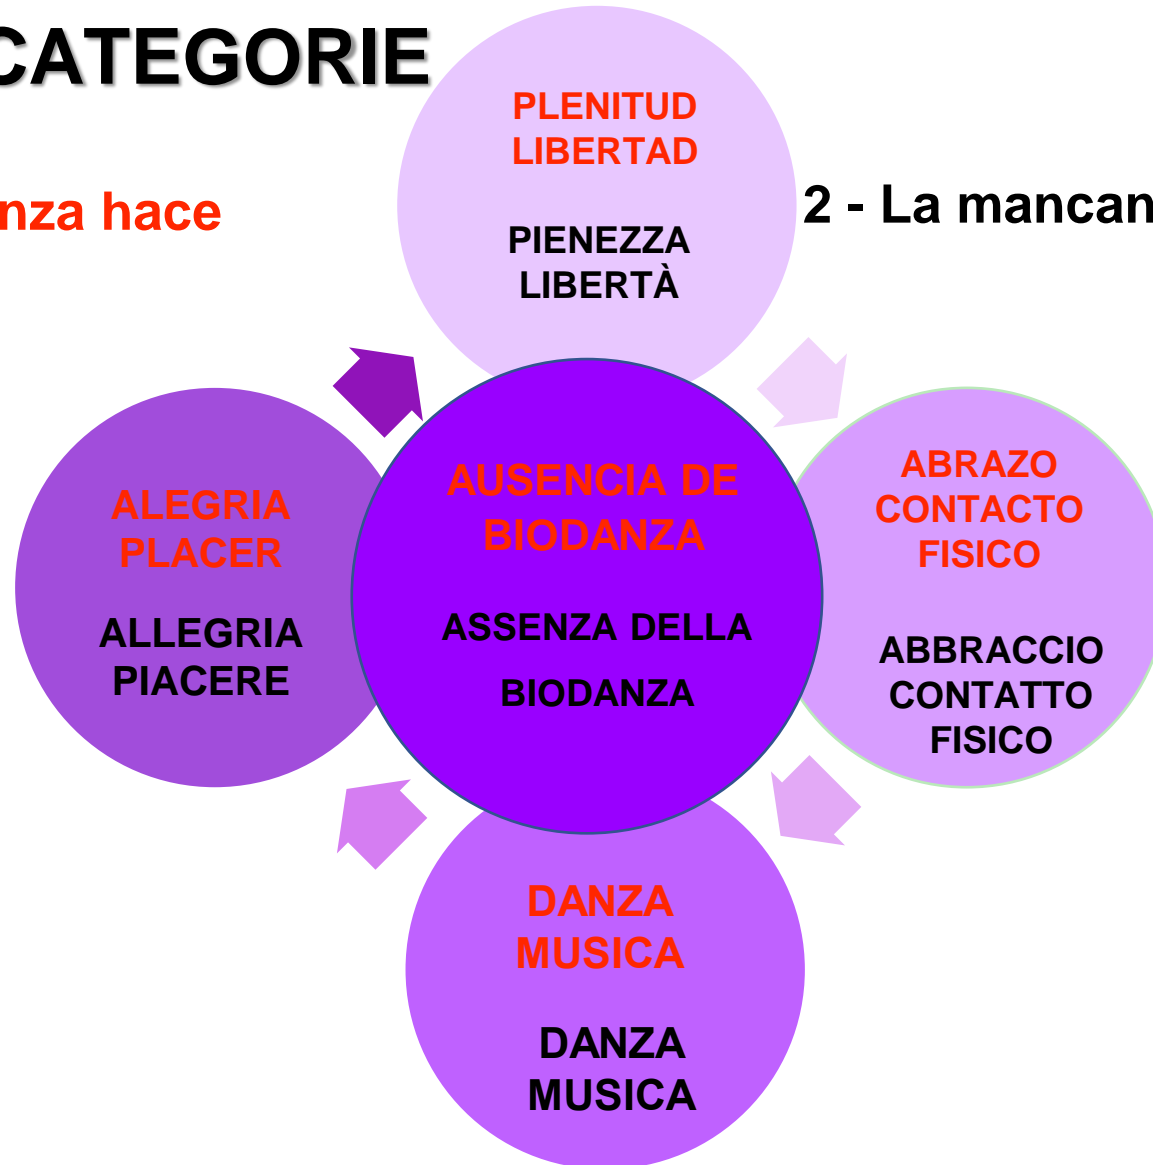 CATEGORIE
PLENITUD
LIBERTAD
PIENEZZA
LIBERTÀ
nza hace
2 - La mancan
ALEGRIA
PLACER
ALLEGRIA
PIACERE
AUSENCIA DE
BIODANZA
ASSENZA DELLA
BIODANZA
ABRAZO
CONTACTO
FISICO
ABBRACCIO
CONTATTO
FISICO
DANZA
MUSICA
DANZA
MUSICA